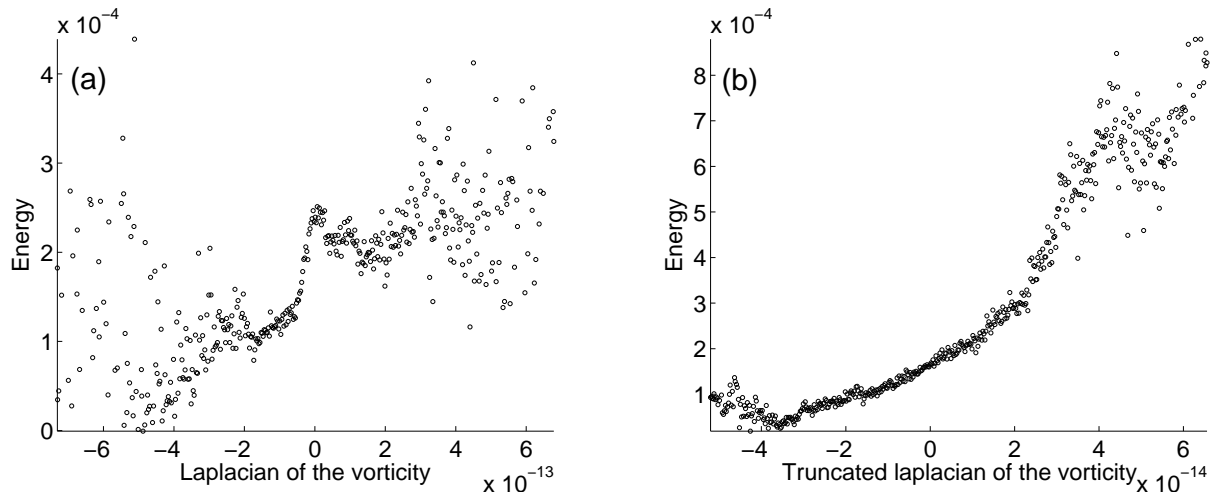 x 10⁻⁴
(a)
Energy
4
3
2
1
0
−6 −4 −2 0 2 4 6
Laplacian of the vorticity
x 10⁻¹³
x 10⁻⁴
(b)
Energy
8
7
6
5
4
3
2
1
−4 −2 0 2 4 6
Truncated laplacian of the vorticity
x 10⁻¹⁴